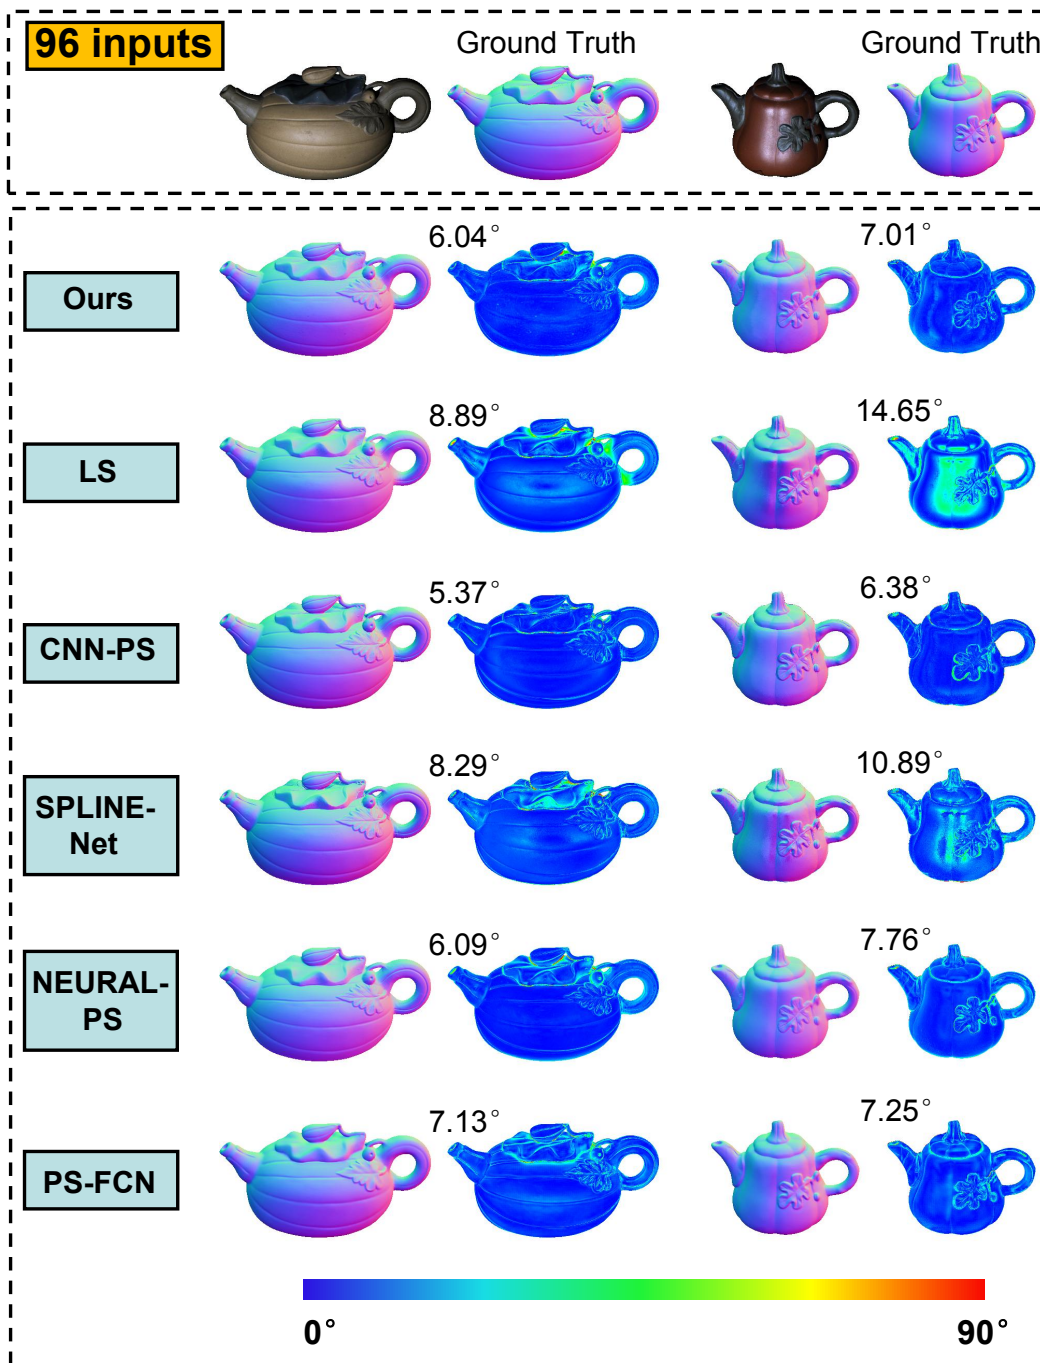 96 inputs
Ground Truth
Ground Truth
Ours
6.04°
7.01°
LS
8.89°
14.65°
CNN-PS
5.37°
6.38°
SPLINE-
Net
8.29°
10.89°
NEURAL-
PS
6.09°
7.76°
PS-FCN
7.13°
7.25°
0°
90°